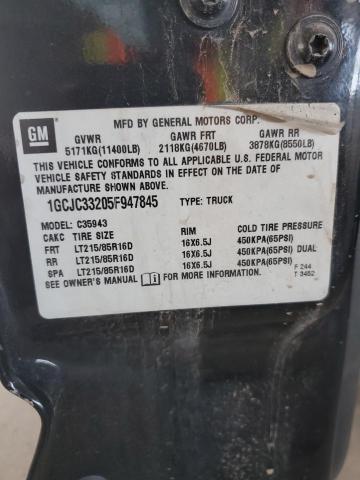 MFD BY GENERAL MOTORS CORP.
GM GVWR GAWR FRT GAWR RR
5171KG(11400LB) 2118KG(4670LB) 3878KG(8550LB)
THIS VEHICLE CONFORMS TO ALL APPLICABLE U.S. FEDERAL MOTOR
VEHICLE SAFETY STANDARDS IN EFFECT ON THE DATE OF
MANUFACTURE SHOWN ABOVE.
1GCJC33205F947845 TYPE: TRUCK
MODEL: C35943
CAKC TIRE SIZE RIM COLD TIRE PRESSURE
FRT LT215/85R16D 16X6.5J 450KPA(65PSI)
RR LT215/85R16D 16X6.5J 450KPA(65PSI) DUAL
SPA LT215/85R16D 16X6.5J 450KPA(65PSI) F 244
SEE OWNER'S MANUAL FOR ADDITIONAL INFORMATION. T 3452